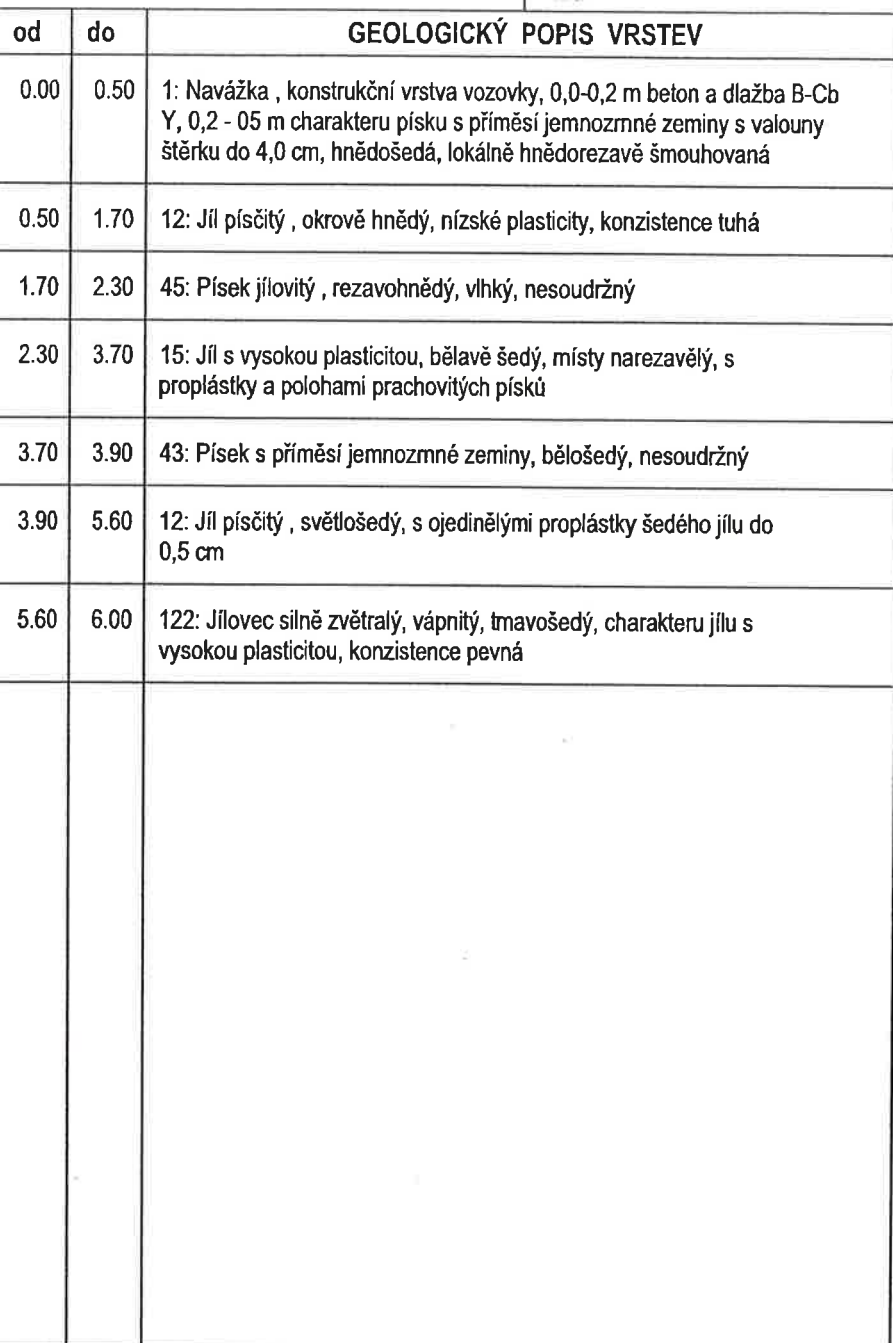 od do GEOLOGICKÝ POPIS VRSTEV
0.00 0.50 1: Navážka , konstrukční vrstva vozovky, 0,0-0,2 m beton a dlažba B-Cb
Y, 0,2 - 05 m charakteru písku s příměsí jemnozrnné zeminy s valouny
štěrku do 4,0 cm, hnědošedá, lokálně hnědorezavě šmouhovaná
0.50 1.70 12: Jíl písčitý , okrově hnědý, nízské plasticity, konzistence tuhá
1.70 2.30 45: Písek jílovitý , rezavohnědý, vlhký, nesoudržný
2.30 3.70 15: Jíl s vysokou plasticitou, bělavě šedý, místy narezavělý, s
proplástky a polohami prachovitých písků
3.70 3.90 43: Písek s příměsí jemnozrnné zeminy, bělošedý, nesoudržný
3.90 5.60 12: Jíl písčitý , světlošedý, s ojedinělými proplástky šedého jílu do
0,5 cm
5.60 6.00 122: Jílovec silně zvětralý, vápnitý, tmavošedý, charakteru jílu s
vysokou plasticitou, konzistence pevná